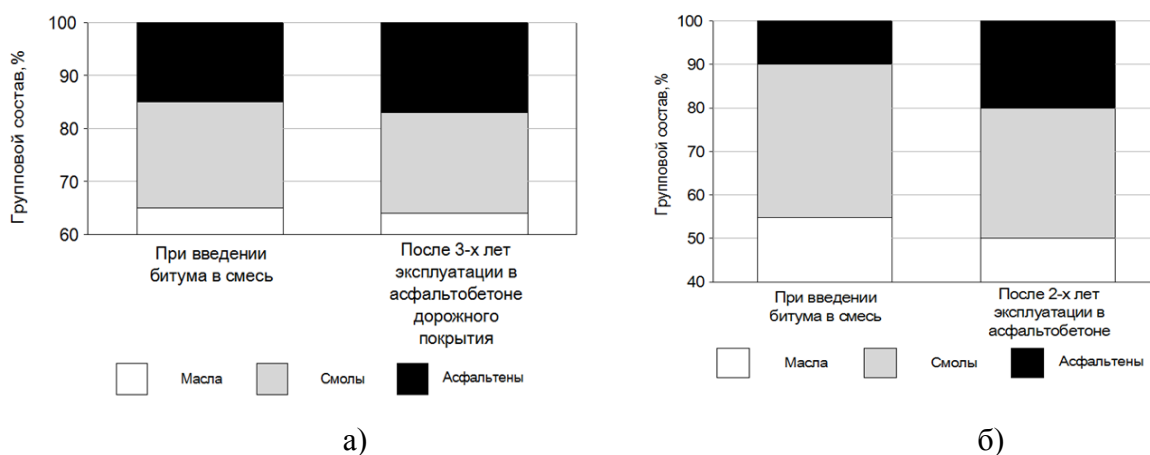 Групповой состав,%
100
90
80
70
60
При введении
битума в смесь
После 3-х лет
эксплуатации в
асфальтобетоне
дорожного
покрытия
Масла
Смолы
Асфальтены
а)
Групповой состав,%
100
90
80
70
60
50
40
При введении
битума в смесь
После 2-х лет
эксплуатации в
асфальтобетоне
Масла
Смолы
Асфальтены
б)